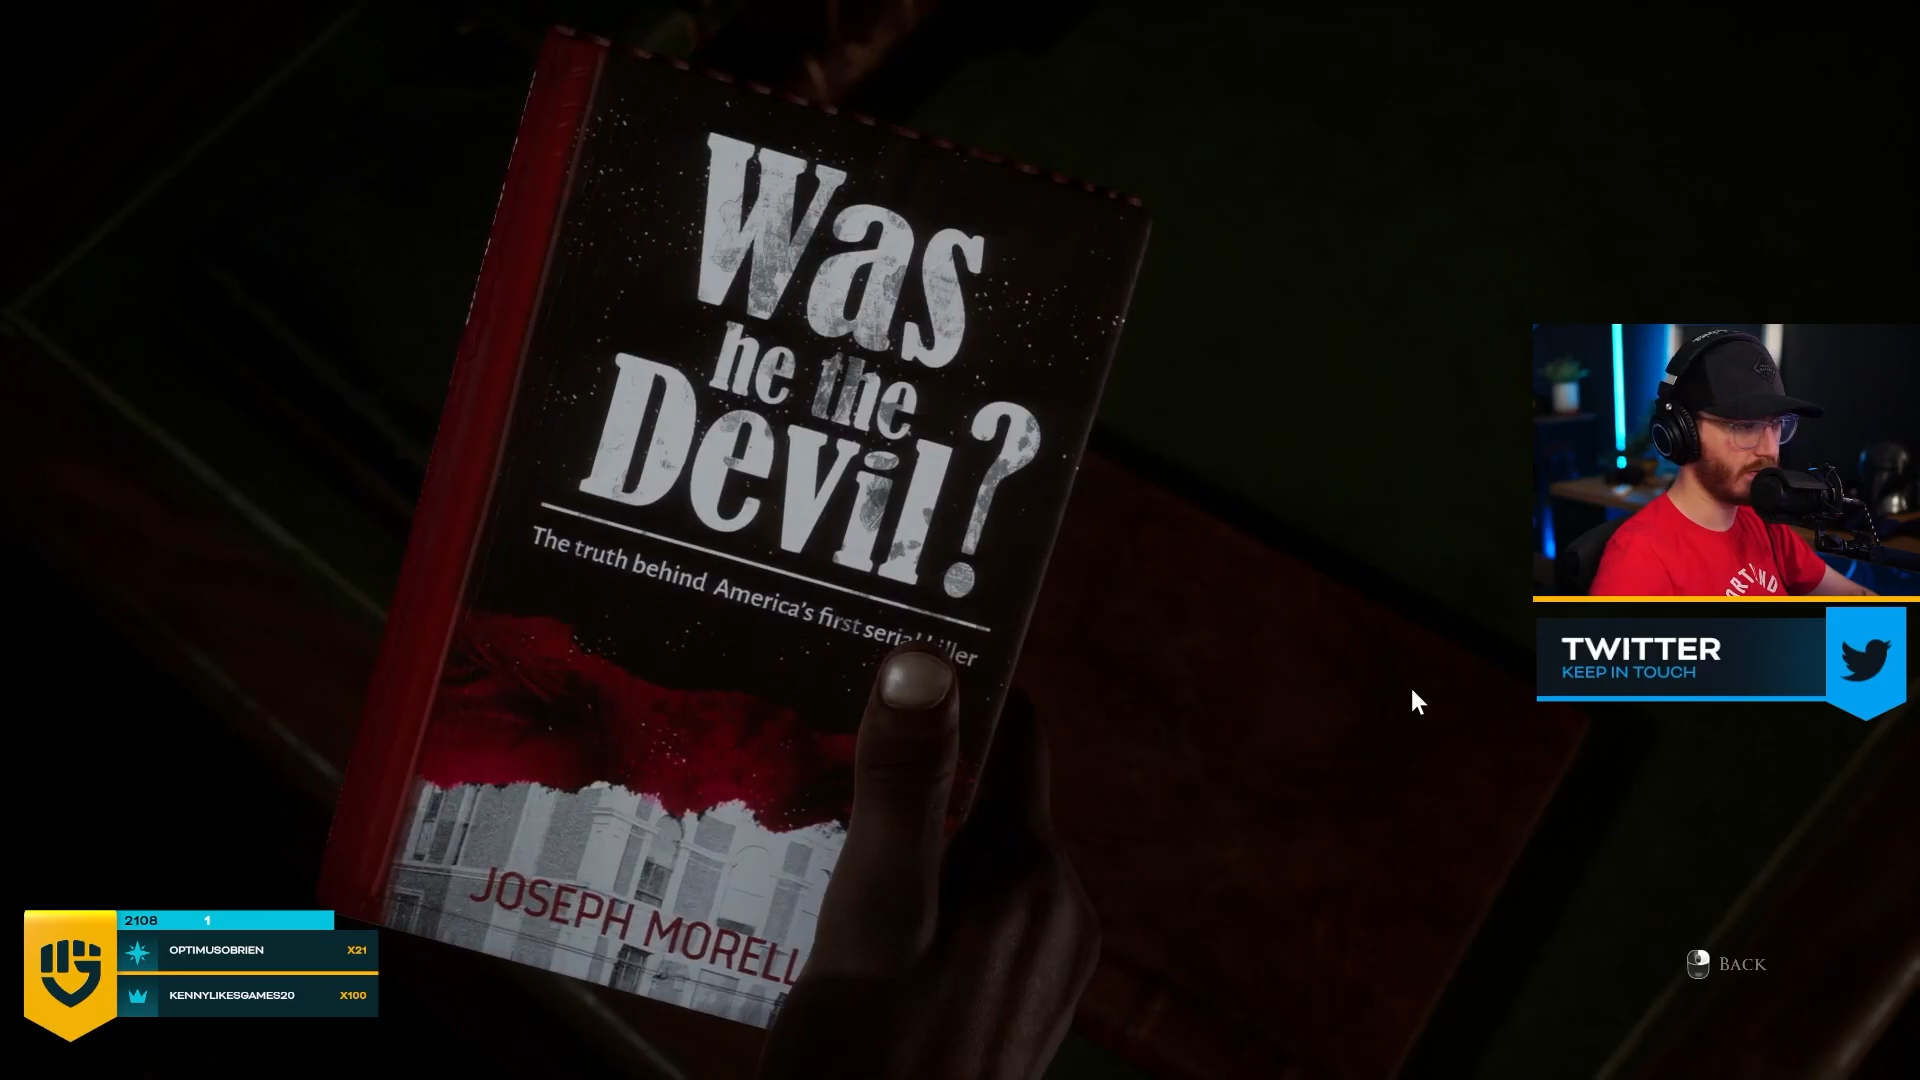 Was
he the
Devil?
The truth behind America's first serial killer
JOSEPH MORELL
TWITTER
KEEP IN TOUCH
2108 1
OPTIMUSOBRIEN X21
KENNYLIKESGAMES20 X100
BACK